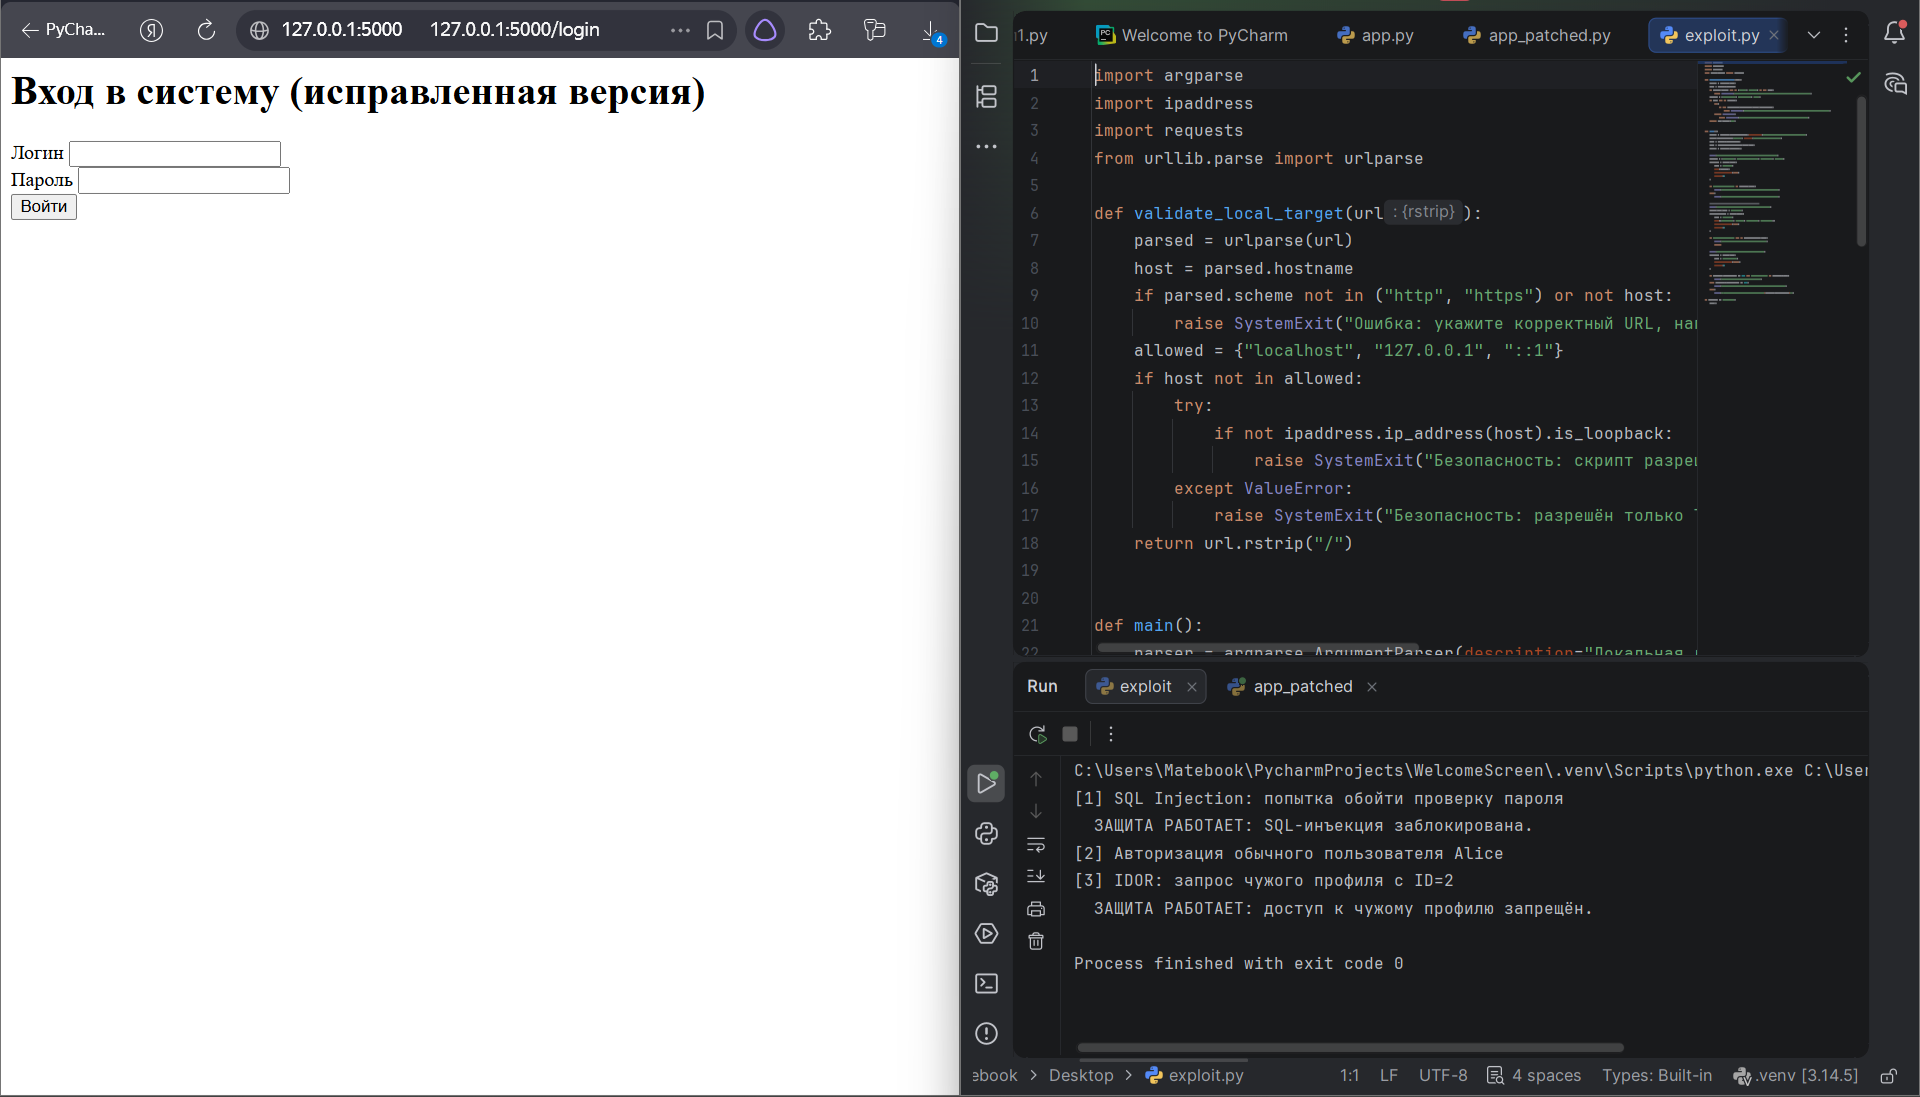 PyCha...
127.0.0.1:5000
127.0.0.1:5000/login
4
Вход в систему (исправленная версия)
Логин
Пароль
Войти
1.py
Welcome to PyCharm
app.py
app_patched.py
exploit.py
1 import argparse
2 import ipaddress
3 import requests
4 from urllib.parse import urlparse
5
6 def validate_local_target(url : {rstrip} ):
7 parsed = urlparse(url)
8 host = parsed.hostname
9 if parsed.scheme not in ("http", "https") or not host:
10 raise SystemExit("Ошибка: укажите корректный URL,
11 allowed = {"localhost", "127.0.0.1", "::1"}
12 if host not in allowed:
13 try:
14 if not ipaddress.ip_address(host).is_loopback:
15 raise SystemExit("Безопасность: скрипт
16 except ValueError:
17 raise SystemExit("Безопасность: разрешён только
18 return url.rstrip("/")
19
20
21 def main():
22 parser = argparse.ArgumentParser(description="Локальная
Run
exploit
app_patched
C:\Users\Matebook\PycharmProjects\WelcomeScreen\.venv\Scripts\python.exe C:\User
[1] SQL Injection: попытка обойти проверку пароля
ЗАЩИТА РАБОТАЕТ: SQL-инъекция заблокирована.
[2] Авторизация обычного пользователя Alice
[3] IDOR: запрос чужого профиля с ID=2
ЗАЩИТА РАБОТАЕТ: доступ к чужому профилю запрещён.
Process finished with exit code 0
ebook > Desktop > exploit.py
1:1 LF UTF-8 4 spaces Types: Built-in .venv [3.14.5]